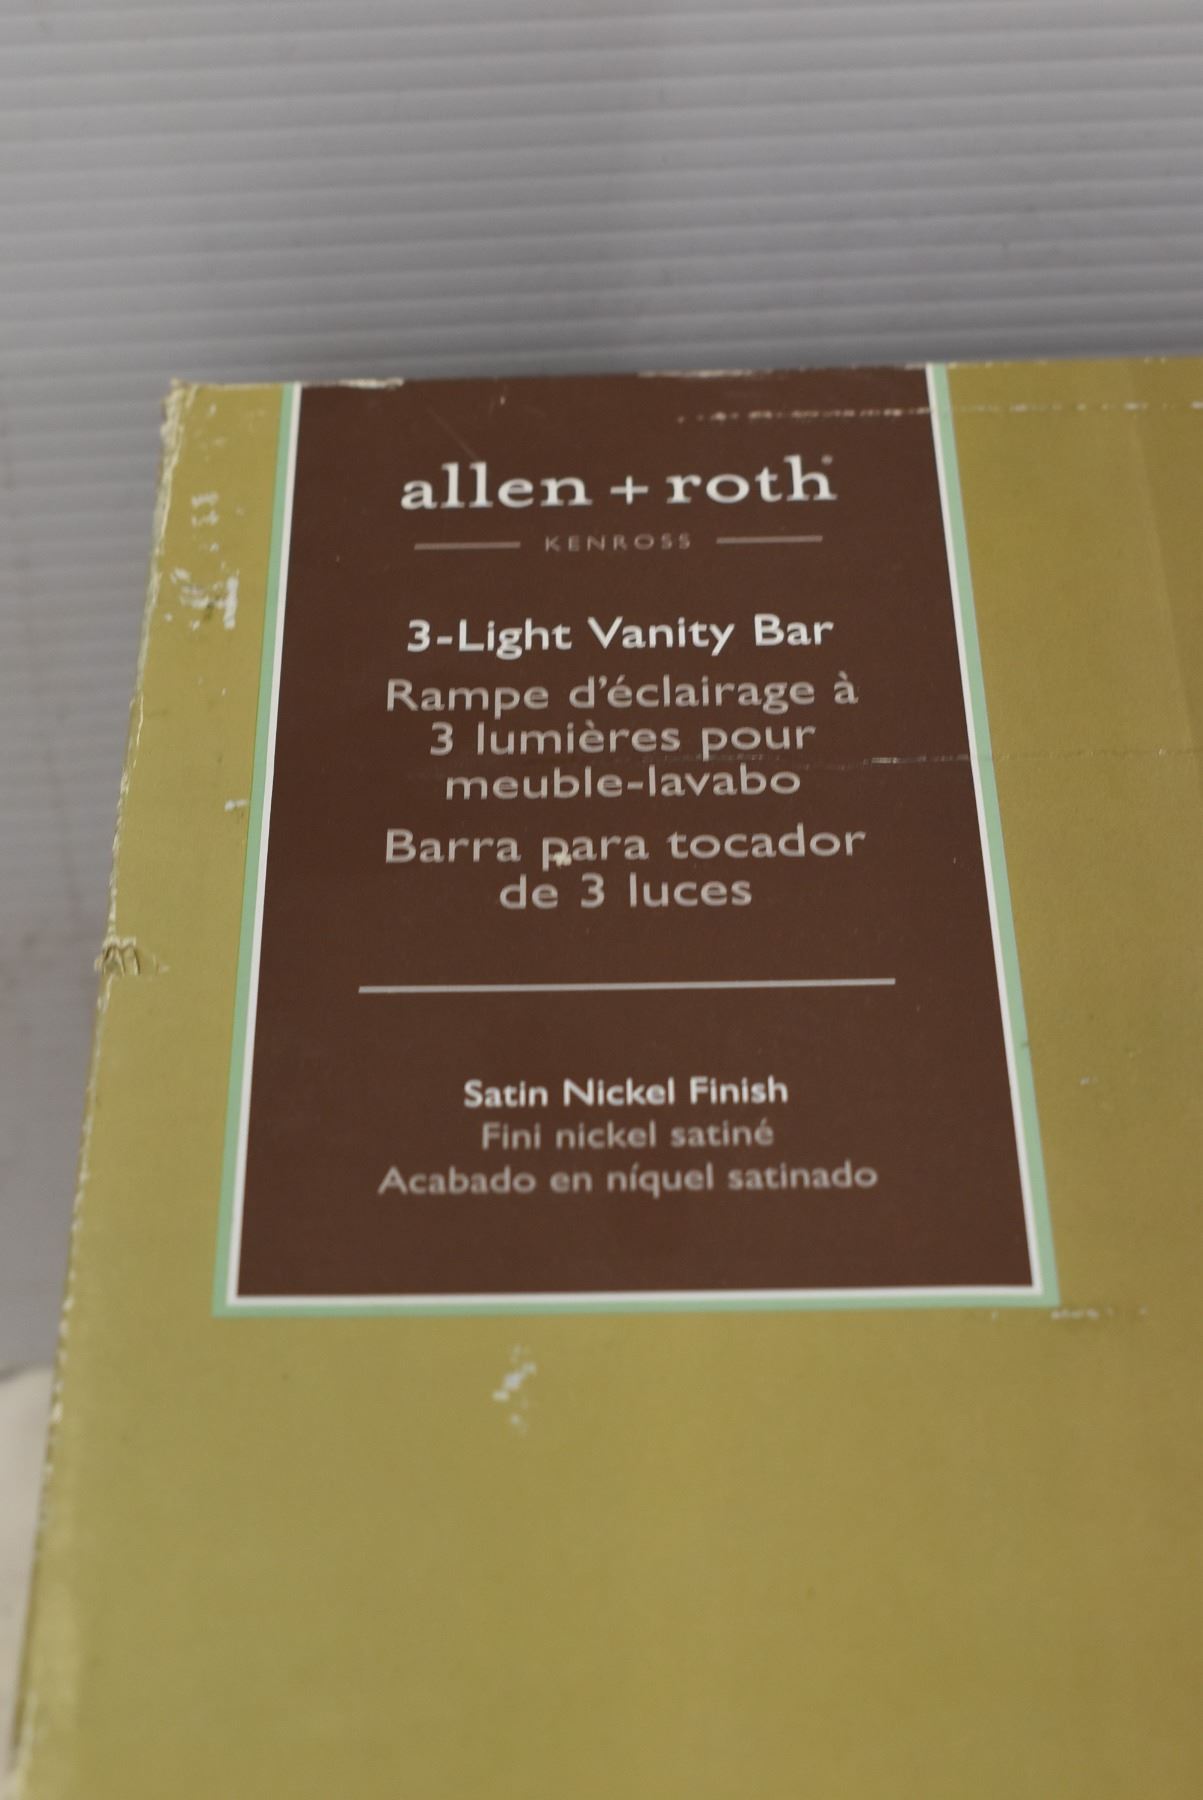 allen + roth®
KENROSS
3-Light Vanity Bar
Rampe d'éclairage à
3 lumières pour
meuble-lavabo
Barra para tocador
de 3 luces
Satin Nickel Finish
Fini nickel satiné
Acabado en níquel satinado